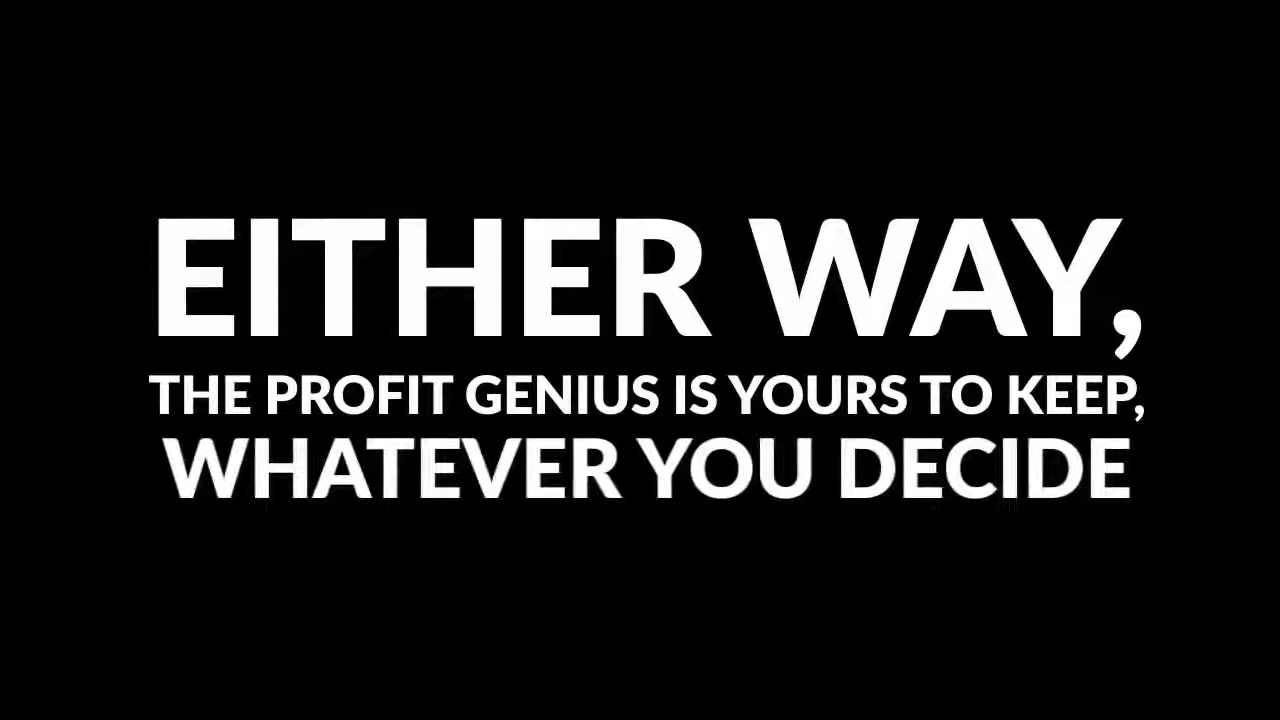 EITHER WAY,
THE PROFIT GENIUS IS YOURS TO KEEP,
WHATEVER YOU DECIDE